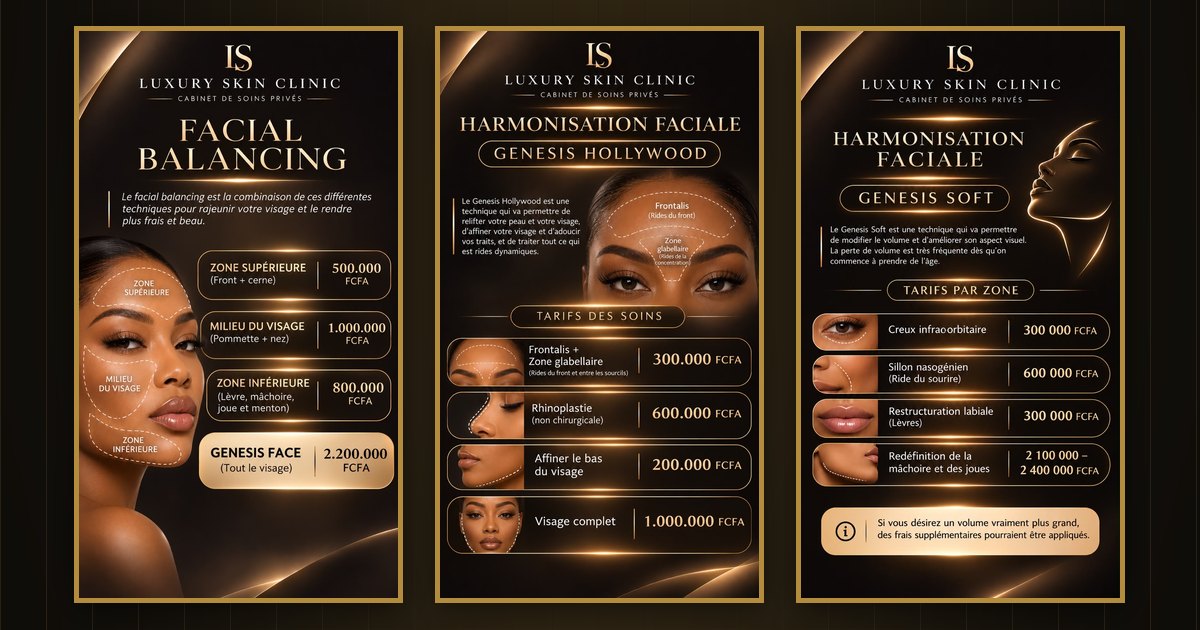 LS
LUXURY SKIN CLINIC
CABINET DE SOINS PRIVÉS
FACIAL
BALANCING
Le facial balancing est la combinaison de ces différentes
techniques pour rajeunir votre visage et le rendre
plus frais et beau.
ZONE
SUPÉRIEURE
MILIEU
DU VISAGE
ZONE
INFÉRIEURE
ZONE SUPÉRIEURE
(Front + cerne)
500.000
FCFA
MILIEU DU VISAGE
(Pommette + nez)
1.000.000
FCFA
ZONE INFÉRIEURE
(Lèvre, mâchoire,
joue et menton)
800.000
FCFA
GENESIS FACE
(Tout le visage)
2.200.000
FCFA
LS
LUXURY SKIN CLINIC
CABINET DE SOINS PRIVÉS
HARMONISATION FACIALE
GENESIS HOLLYWOOD
Le Genesis Hollywood est une
technique qui va permettre de
relifter votre peau et votre visage,
d'affiner votre visage et d'adoucir
vos traits, et de traiter tout ce qui
est rides dynamiques.
Frontalis
(Rides du front)
Zone
glabellaire
(Rides de la
concentration)
TARIFS DES SOINS
Frontalis +
Zone glabellaire
(Rides du front et entre les sourcils)
300.000 FCFA
Rhinoplastie
(non chirurgicale)
600.000 FCFA
Affiner le bas
du visage
200.000 FCFA
Visage complet
1.000.000 FCFA
LS
LUXURY SKIN CLINIC
CABINET DE SOINS PRIVÉS
HARMONISATION
FACIALE
GENESIS SOFT
Le Genesis Soft est une technique qui va permettre
de modifier le volume et d'améliorer son aspect visuel.
La perte de volume est très fréquente dès qu'on
commence à prendre de l'âge.
TARIFS PAR ZONE
Creux infraorbitaire
300 000 FCFA
Sillon nasogénien
(Ride du sourire)
600 000 FCFA
Restructuration labiale
(Lèvres)
300 000 FCFA
Redéfinition de la
mâchoire et des joues
2 100 000 –
2 400 000 FCFA
Si vous désirez un volume vraiment plus grand,
des frais supplémentaires pourraient être appliqués.